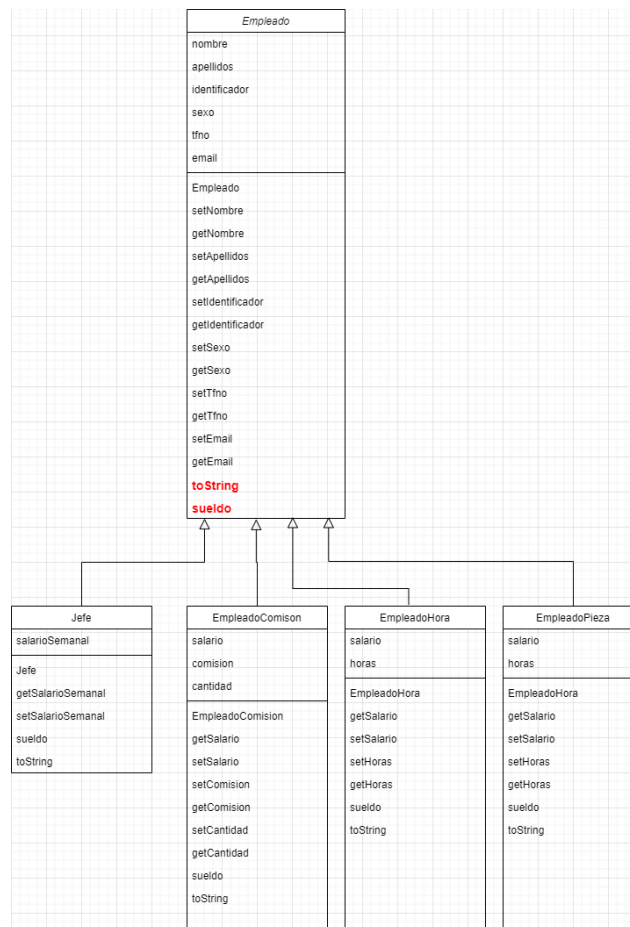 Empleado
nombre
apellidos
identificador
sexo
tfno
email
Empleado
setNombre
getNombre
setApellidos
getApellidos
setIdentificador
getIdentificador
setSexo
getSexo
setTfno
getTfno
setEmail
getEmail
toString
sueldo
Jefe
salarioSemanal
Jefe
getSalarioSemanal
setSalarioSemanal
sueldo
toString
EmpleadoComison
salario
comision
cantidad
EmpleadoComision
getSalario
setSalario
setComision
getComision
setCantidad
getCantidad
sueldo
toString
EmpleadoHora
salario
horas
EmpleadoHora
getSalario
setSalario
setHoras
getHoras
sueldo
toString
EmpleadoPieza
salario
horas
EmpleadoHora
getSalario
setSalario
setHoras
getHoras
sueldo
toString